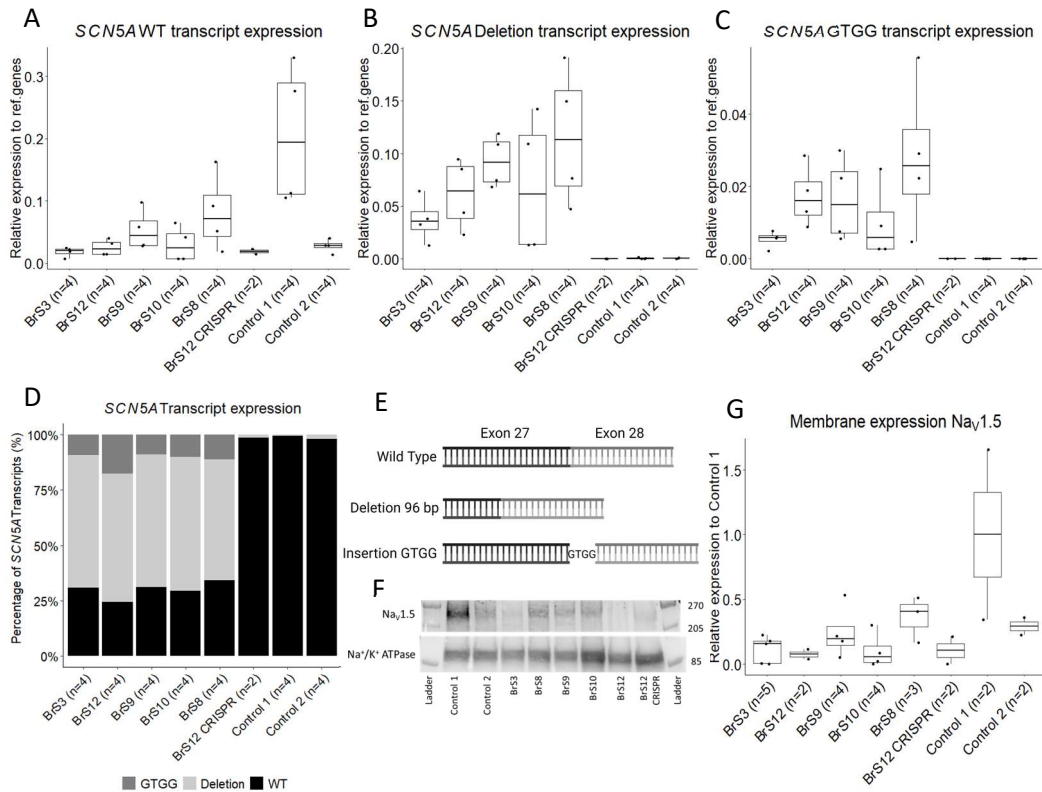 A
SCN5A WT transcript expression
Relative expression to ref.genes
0.3
0.2
0.1
0.0
BrS3 (n=4)
BrS12 (n=4)
BrS9 (n=4)
BrS10 (n=4)
BrS8 (n=4)
BrS12 CRISPR (n=2)
Control 1 (n=4)
Control 2 (n=4)
B
SCN5A Deletion transcript expression
Relative expression to ref.genes
0.20
0.15
0.10
0.05
0.00
BrS3 (n=4)
BrS12 (n=4)
BrS9 (n=4)
BrS10 (n=4)
BrS8 (n=4)
BrS12 CRISPR (n=2)
Control 1 (n=4)
Control 2 (n=4)
C
SCN5A GTGG transcript expression
Relative expression to ref.genes
0.04
0.02
0.00
BrS3 (n=4)
BrS12 (n=4)
BrS9 (n=4)
BrS10 (n=4)
BrS8 (n=4)
BrS12 CRISPR (n=2)
Control 1 (n=4)
Control 2 (n=4)
D
SCN5A Transcript expression
Percentage of SCN5A Transcripts (%)
100%
75%
50%
25%
0%
BrS3 (n=4)
BrS12 (n=4)
BrS9 (n=4)
BrS10 (n=4)
BrS8 (n=4)
BrS12 CRISPR (n=2)
Control 1 (n=4)
Control 2 (n=4)
GTGG Deletion WT
E
Exon 27 Exon 28
Wild Type
Deletion 96 bp
Insertion GTGG
GTGG
F
NaV1.5
270
205
Na+/K+ ATPase
85
Ladder
Control 1
Control 2
BrS3
BrS8
BrS9
BrS10
BrS12
BrS12 CRISPR
Ladder
G
Membrane expression NaV1.5
Relative expression to Control 1
1.5
1.0
0.5
0.0
BrS3 (n=5)
BrS12 (n=2)
BrS9 (n=4)
BrS10 (n=4)
BrS8 (n=3)
BrS12 CRISPR (n=2)
Control 1 (n=2)
Control 2 (n=2)